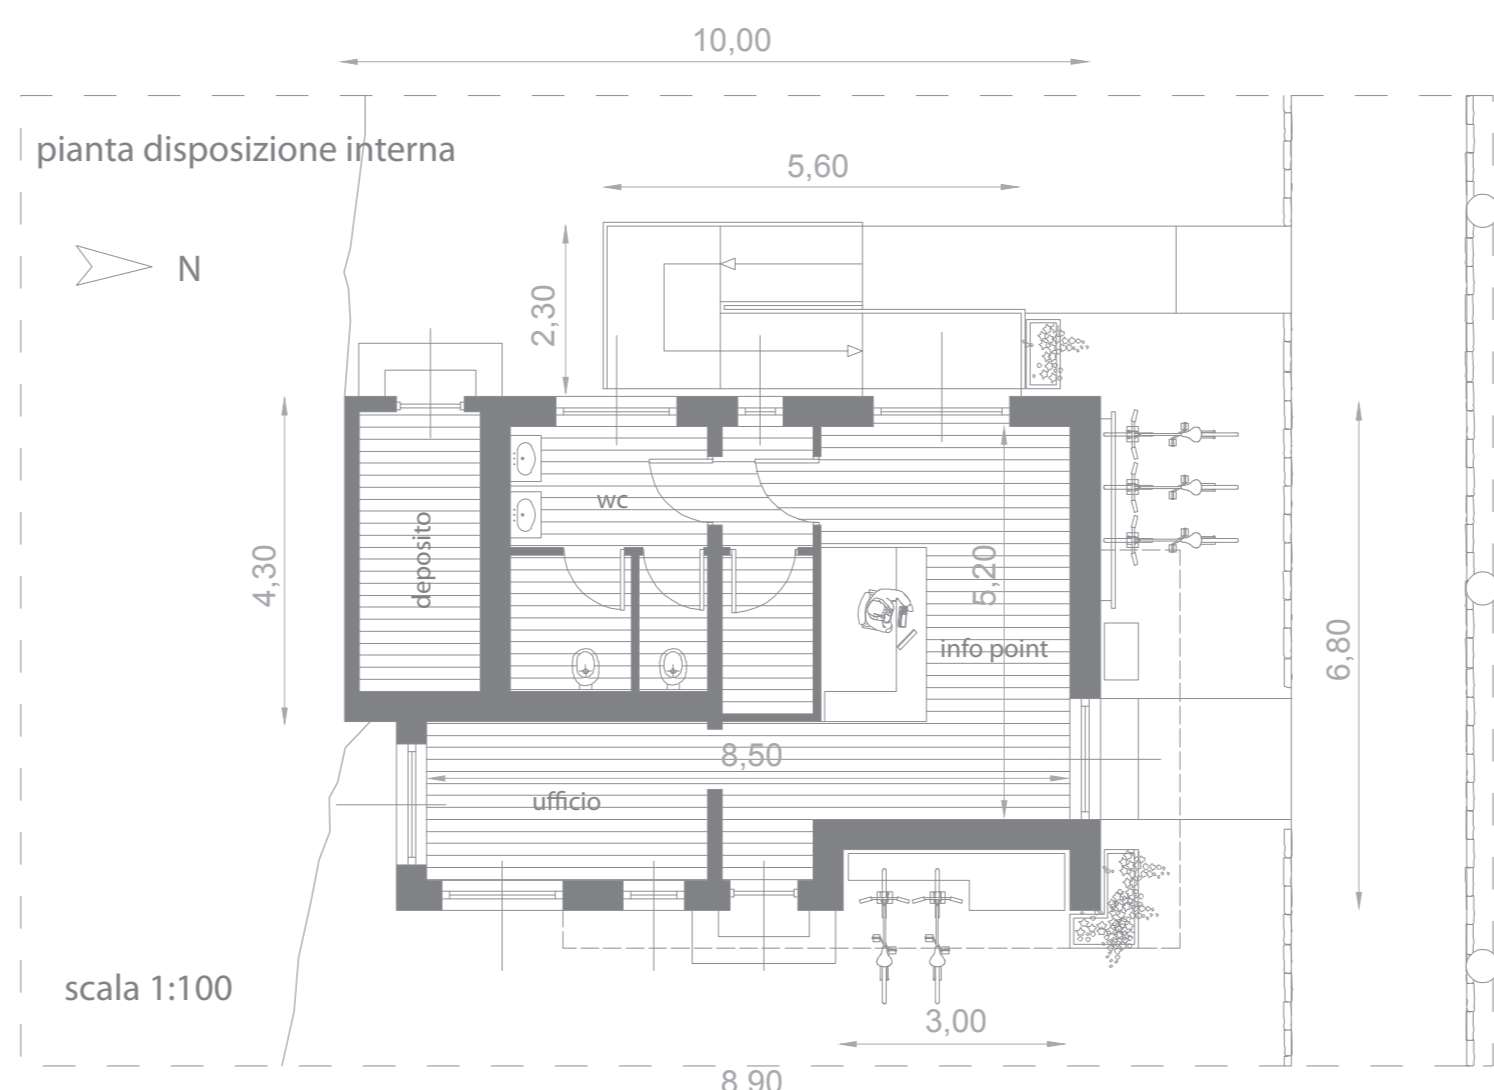 10,00
pianta disposizione interna
5,60
N
2,30
wc
deposito
4,30
5,20
info point
6,80
8,50
ufficio
scala 1:100
3,00
8,90